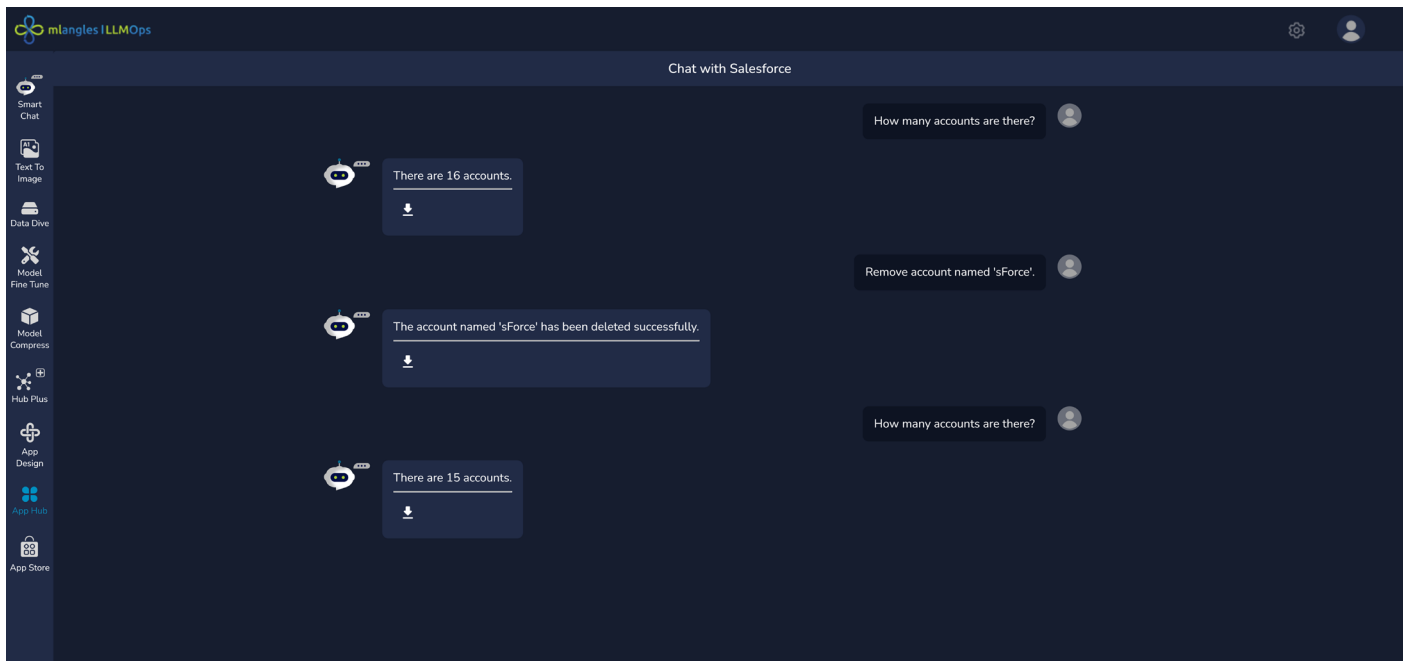 mlangles | LLMOps
Chat with Salesforce
Smart
Chat
Text To
Image
Data Dive
Model
Fine Tune
Model
Compress
Hub Plus
App
Design
App Hub
App Store
How many accounts are there?
There are 16 accounts.
Remove account named 'sForce'.
The account named 'sForce' has been deleted successfully.
How many accounts are there?
There are 15 accounts.